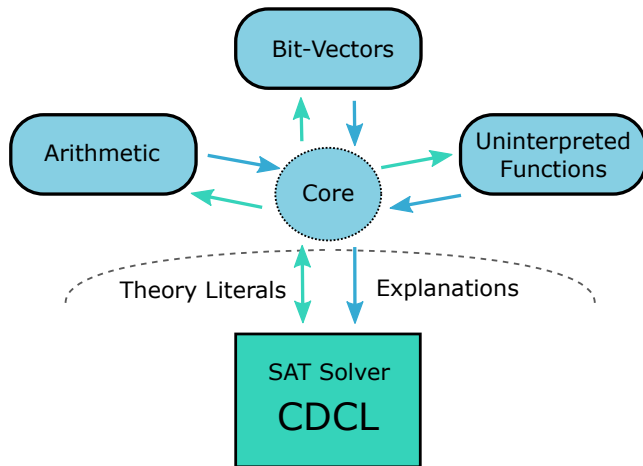 Bit-Vectors
Arithmetic
Uninterpreted
Functions
Core
Theory Literals
Explanations
SAT Solver
CDCL